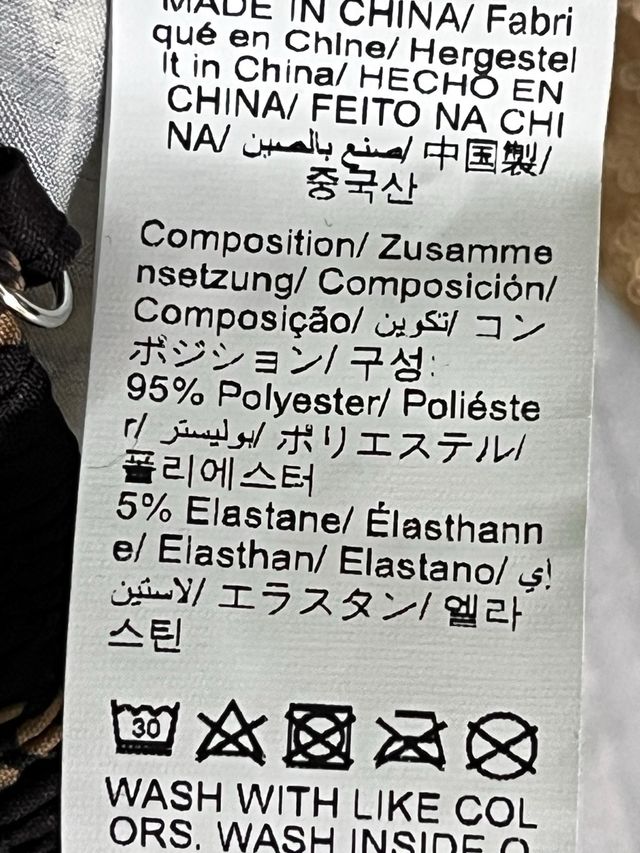 MADE IN CHINA/ Fabri
qué en Chine/ Hergestel
lt in China/ HECHO EN
CHINA/ FEITO NA CHI
NA/ صنع بالصين/ 中国製/
중국산
Composition/ Zusamme
nsetzung/ Composición/
Composição/ تكوين/ コン
ポジション/ 구성:
95% Polyester/ Polièste
r/ بوليستر/ ポリエステル/
폴리에스터
5% Elastane/ Élasthann
e/ Elasthan/ Elastano/ إي
لاستين/ エラスタン/ 엘라
스틴
30
WASH WITH LIKE COL
ORS. WASH INSIDE O